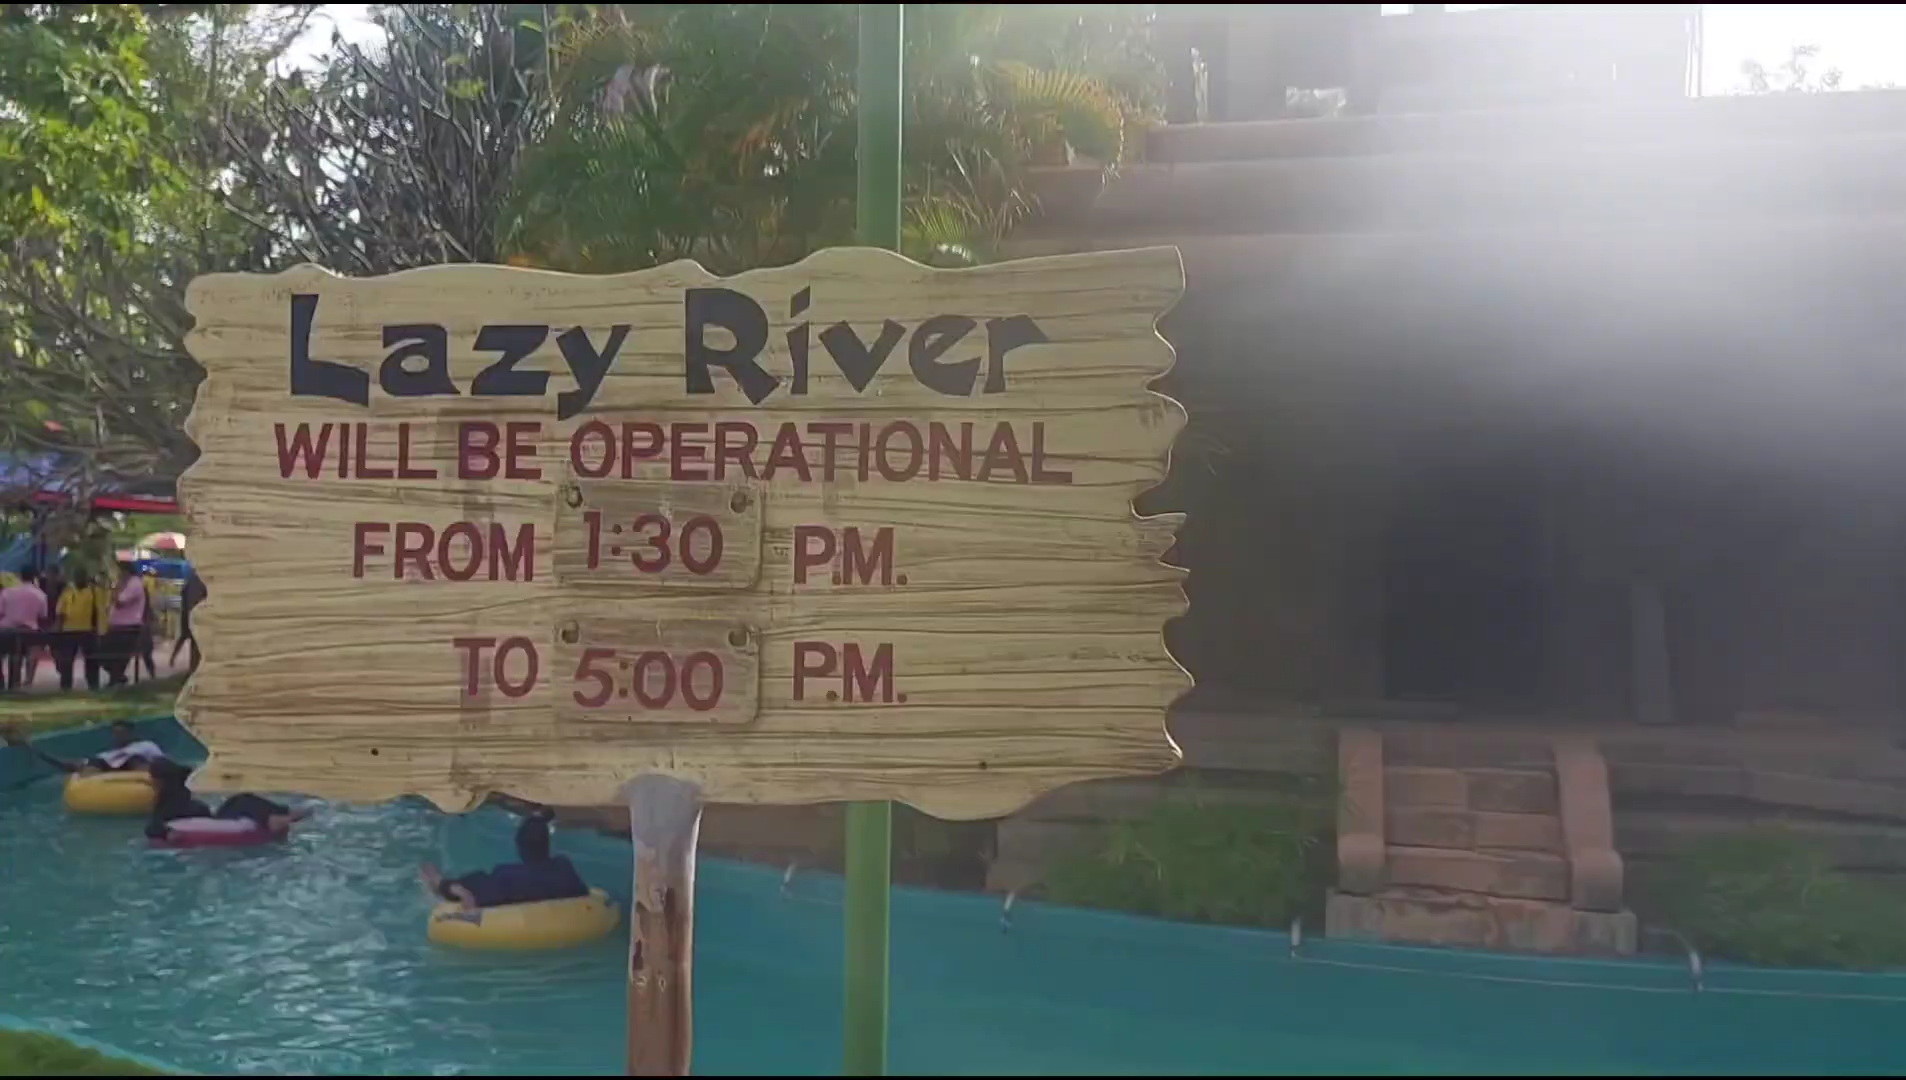 Lazy River
WILL BE OPERATIONAL
FROM 1:30 P.M.
TO 5:00 P.M.